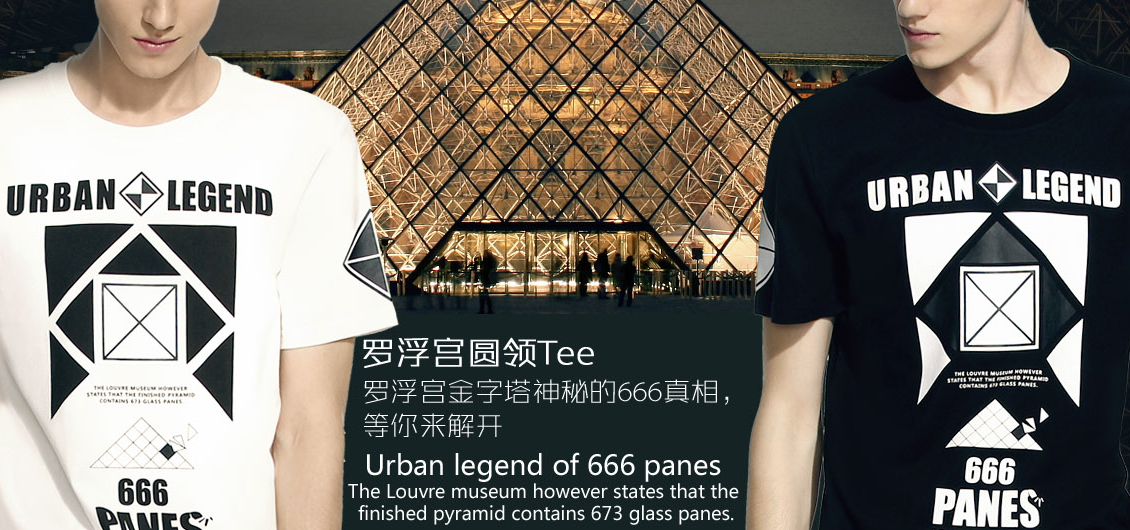 URBAN LEGEND
THE LOUVRE MUSEUM HOWEVER
STATES THAT THE FINISHED PYRAMID
CONTAINS 673 GLASS PANES.
666
PANES
罗浮宫圆领Tee
罗浮宫金字塔神秘的666真相，
等你来解开
Urban legend of 666 panes
The Louvre museum however states that the
finished pyramid contains 673 glass panes.
URBAN LEGEND
THE LOUVRE MUSEUM HOWEVER
STATES THAT THE FINISHED PYRAMID
CONTAINS 673 GLASS PANES.
666
PANES